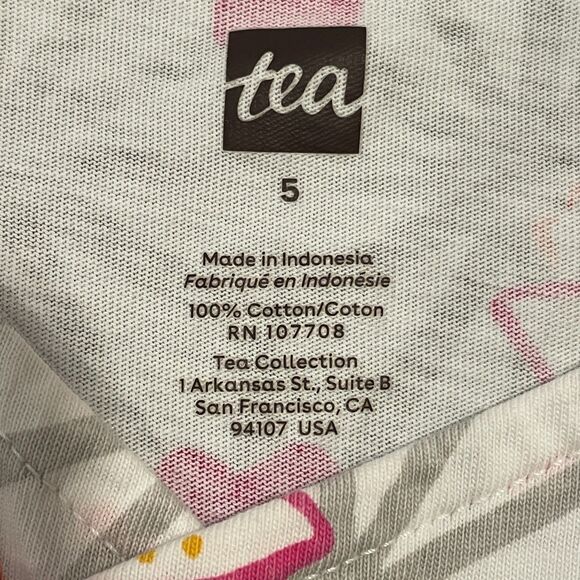 tea
5
Made in Indonesia
Fabriqué en Indonésie
100% Cotton/Coton
RN 107708
Tea Collection
1 Arkansas St., Suite B
San Francisco, CA
94107 USA